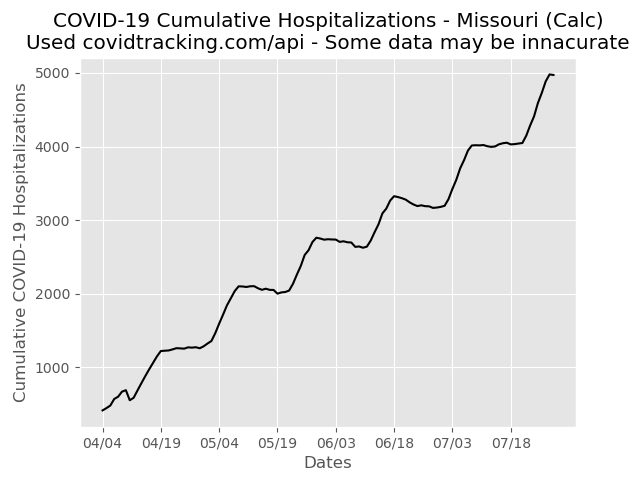 COVID-19 Cumulative Hospitalizations - Missouri (Calc)
Used covidtracking.com/api - Some data may be innacurate
Cumulative COVID-19 Hospitalizations
5000
4000
3000
2000
1000
04/04 04/19 05/04 05/19 06/03 06/18 07/03 07/18
Dates